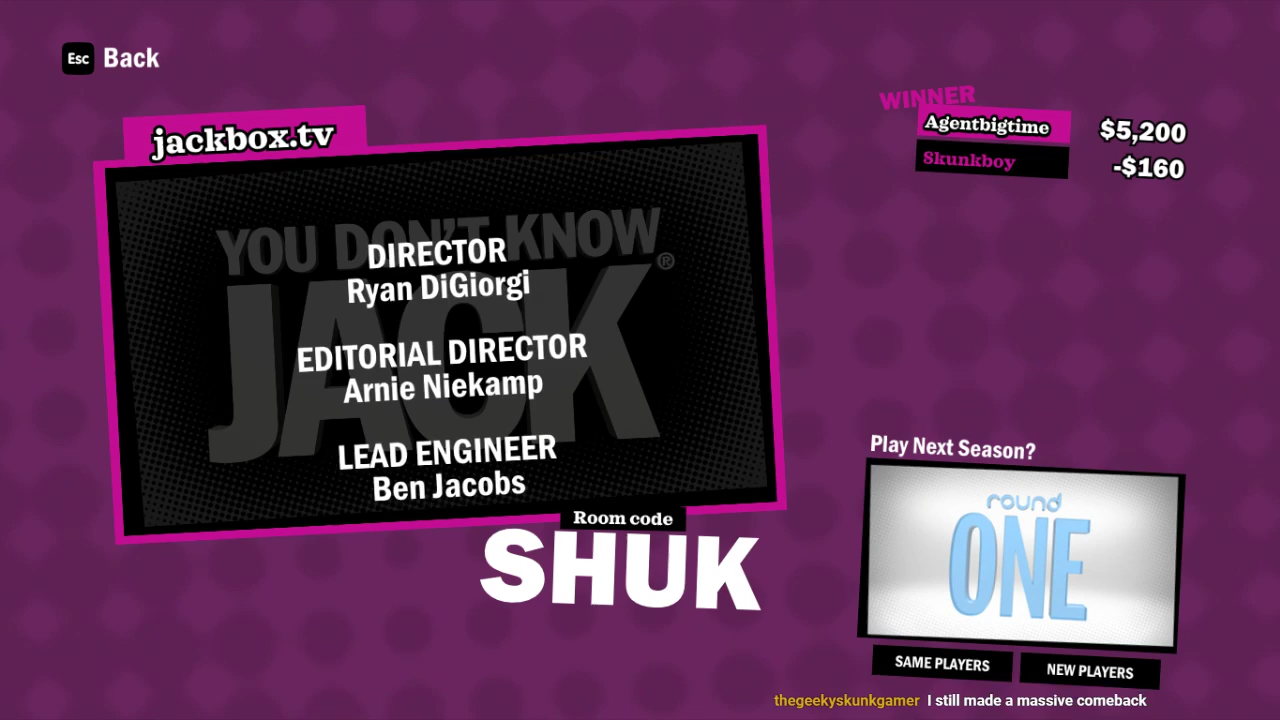 Esc Back
jackbox.tv
YOU DON'T KNOW
JACK®
DIRECTOR
Ryan DiGiorgi
EDITORIAL DIRECTOR
Arnie Niekamp
LEAD ENGINEER
Ben Jacobs
Room code
SHUK
WINNER
Agentbigtime $5,200
Skunkboy -$160
Play Next Season?
round
ONE
SAME PLAYERS NEW PLAYERS
thegeekyskunkgamer I still made a massive comeback